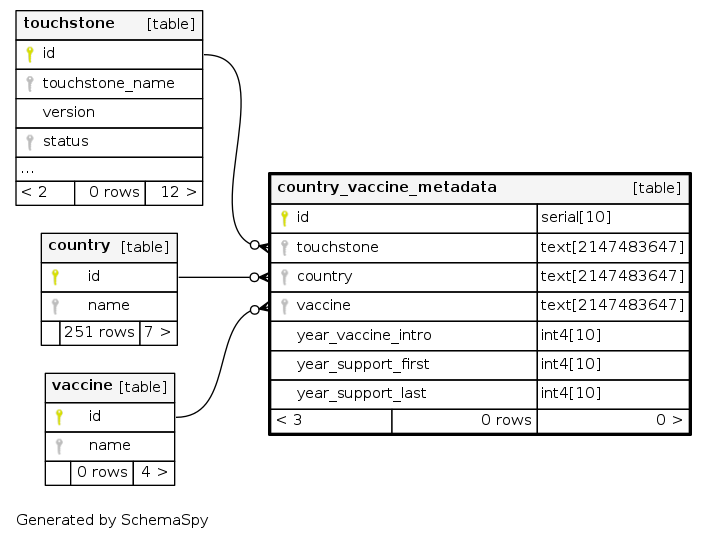 touchstone [table]
id
touchstone_name
version
status
...
< 2 0 rows 12 >
country [table]
id
name
251 rows 7 >
vaccine [table]
id
name
0 rows 4 >
country_vaccine_metadata [table]
id serial[10]
touchstone text[2147483647]
country text[2147483647]
vaccine text[2147483647]
year_vaccine_intro int4[10]
year_support_first int4[10]
year_support_last int4[10]
< 3 0 rows 0 >
Generated by SchemaSpy